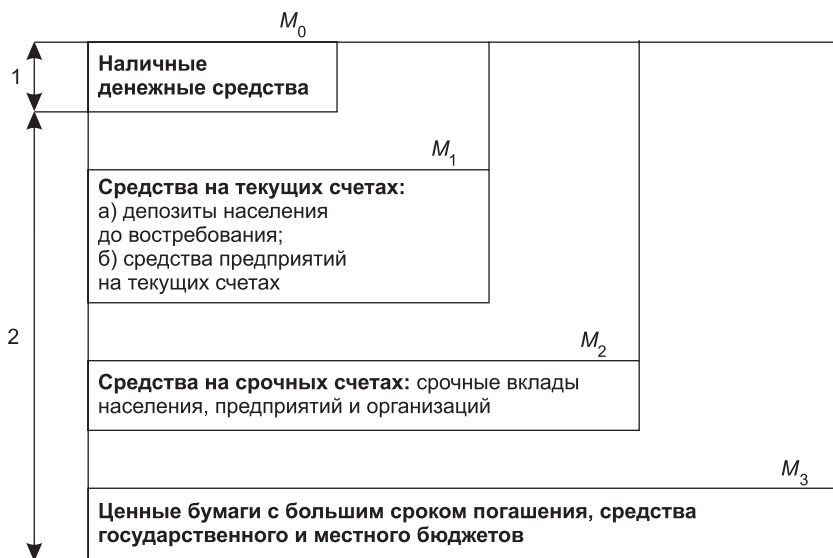 M0
1
Наличные
денежные средства
M1
Средства на текущих счетах:
а) депозиты населения
до востребования;
б) средства предприятий
на текущих счетах
2
M2
Средства на срочных счетах: срочные вклады
населения, предприятий и организаций
M3
Ценные бумаги с большим сроком погашения, средства
государственного и местного бюджетов